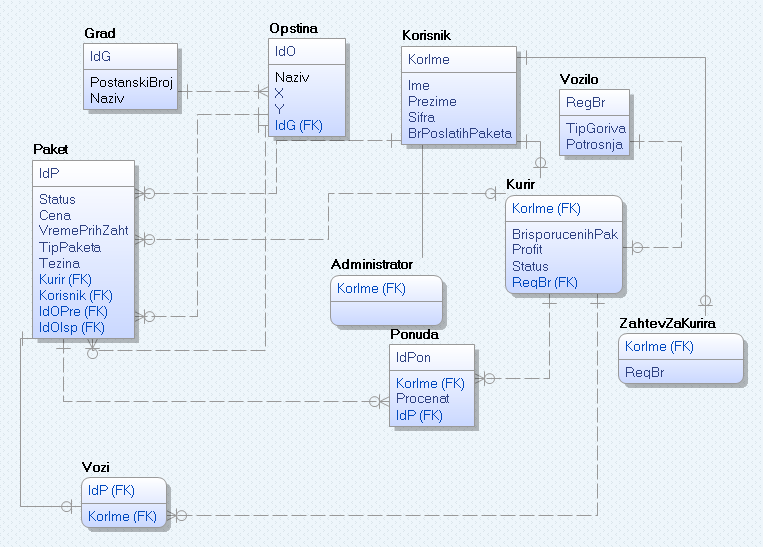 Grad
IdG
PostanskiBroj
Naziv
Opstina
IdO
Naziv
X
Y
IdG (FK)
Korisnik
KorIme
Ime
Prezime
Sifra
BrPoslatihPaketa
Vozilo
RegBr
TipGoriva
Potrosnja
Paket
IdP
Status
Cena
VremePrihZaht
TipPaketa
Tezina
Kurir (FK)
Korisnik (FK)
IdOPre (FK)
IdOIsp (FK)
Kurir
KorIme (FK)
BrisporucenihPak
Profit
Status
RegBr (FK)
Administrator
KorIme (FK)
Ponuda
IdPon
KorIme (FK)
Procenat
IdP (FK)
ZahtevZaKurira
KorIme (FK)
RegBr
Vozi
IdP (FK)
KorIme (FK)